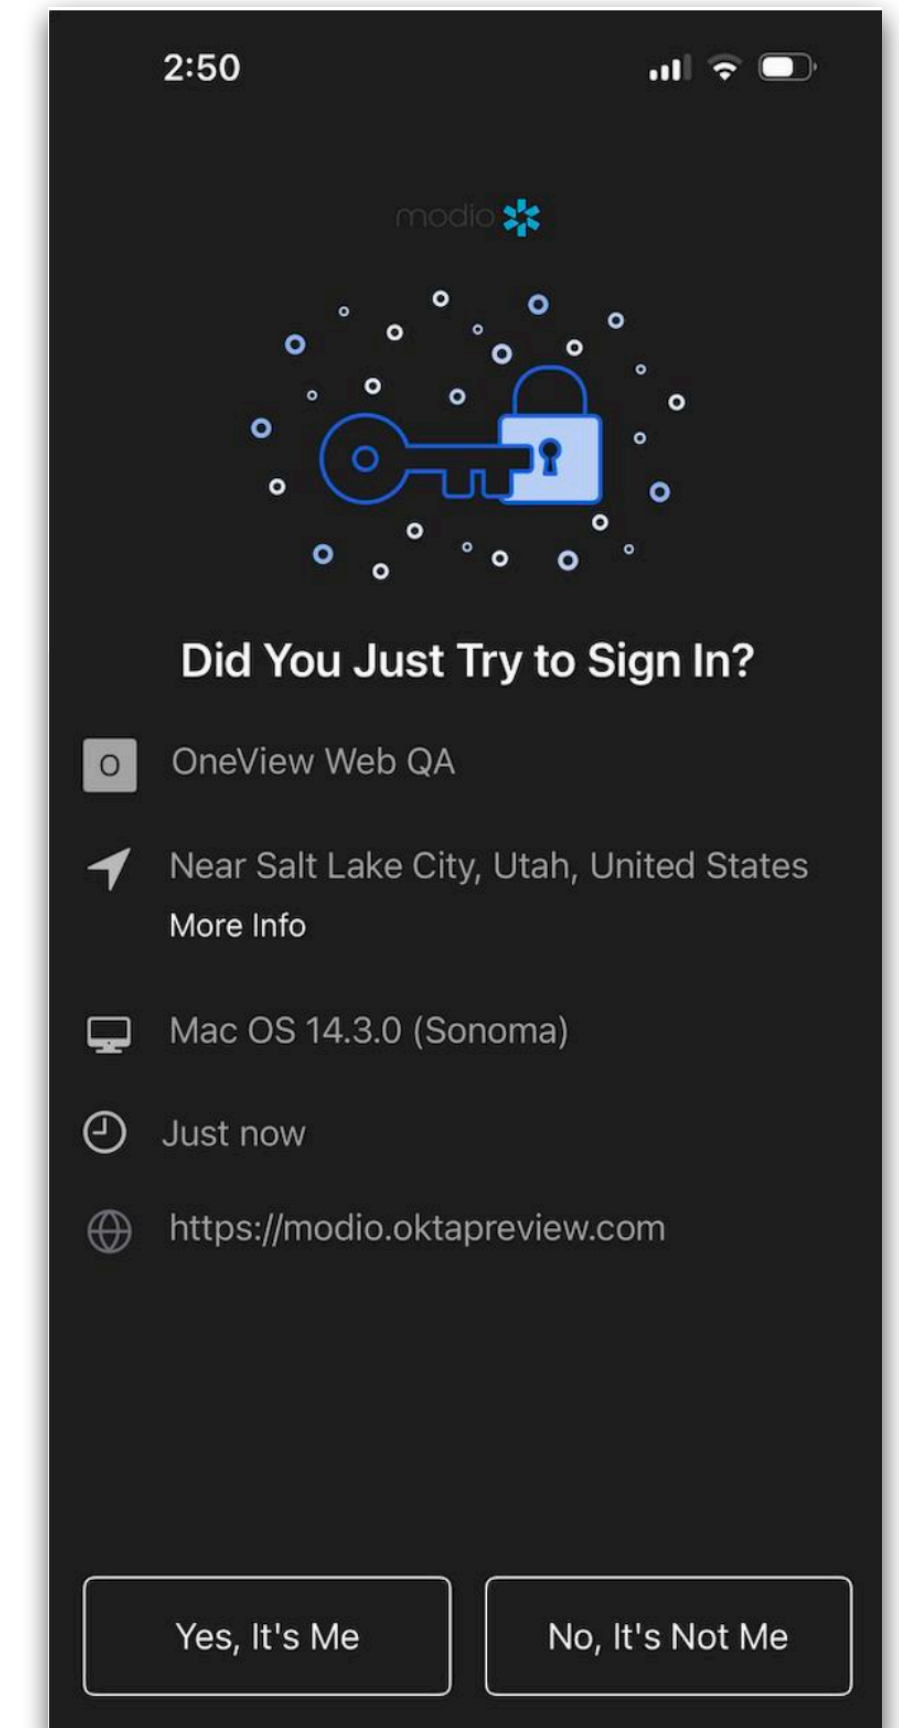 2:50
modio
Did You Just Try to Sign In?
O
OneView Web QA
Near Salt Lake City, Utah, United States
More Info
Mac OS 14.3.0 (Sonoma)
Just now
https://modio.oktapreview.com
Yes, It's Me
No, It's Not Me